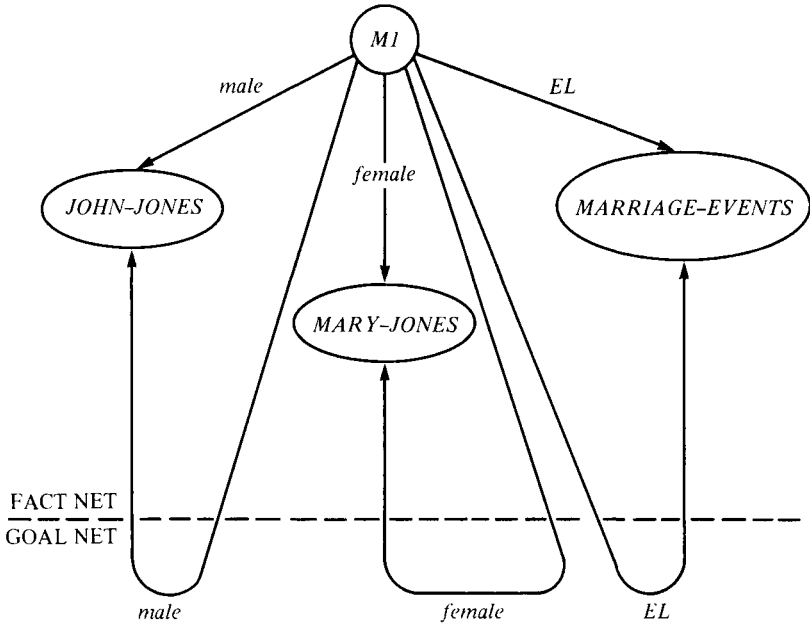 M1
male
EL
female
JOHN-JONES
MARRIAGE-EVENTS
MARY-JONES
FACT NET
GOAL NET
male
female
EL